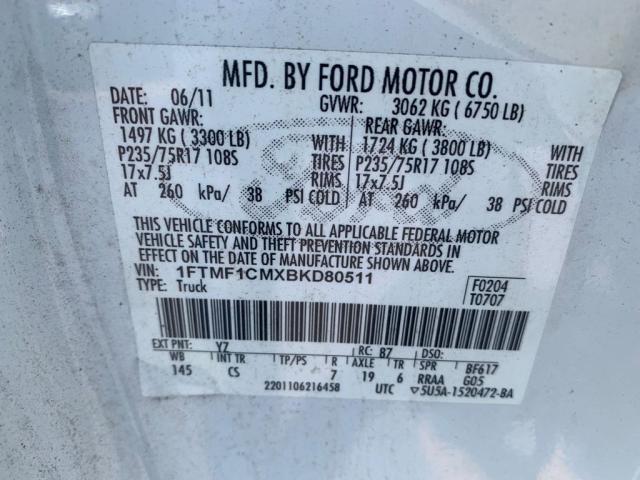 MFD. BY FORD MOTOR CO.
DATE: 06/11 GVWR: 3062 KG ( 6750 LB)
FRONT GAWR: REAR GAWR:
1497 KG ( 3300 LB) WITH 1724 KG ( 3800 LB) WITH
P235/75R17 108S TIRES P235/75R17 108S TIRES
17x7.5J RIMS 17x7.5J RIMS
AT 260 kPa/ 38 PSI COLD AT 260 kPa/ 38 PSI COLD
THIS VEHICLE CONFORMS TO ALL APPLICABLE FEDERAL MOTOR
VEHICLE SAFETY AND THEFT PREVENTION STANDARDS IN
EFFECT ON THE DATE OF MANUFACTURE SHOWN ABOVE.
VIN: 1FTMF1CMXBKD80511
TYPE: Truck
F0204
T0707
EXT PNT: YZ RC: 87 DSO:
WB INT TR TP/PS R AXLE TR SPR BF617
145 CS 7 19 6 RRAA G05
2201106216458 UTC ▽5U5A-1520472-BA
Ford